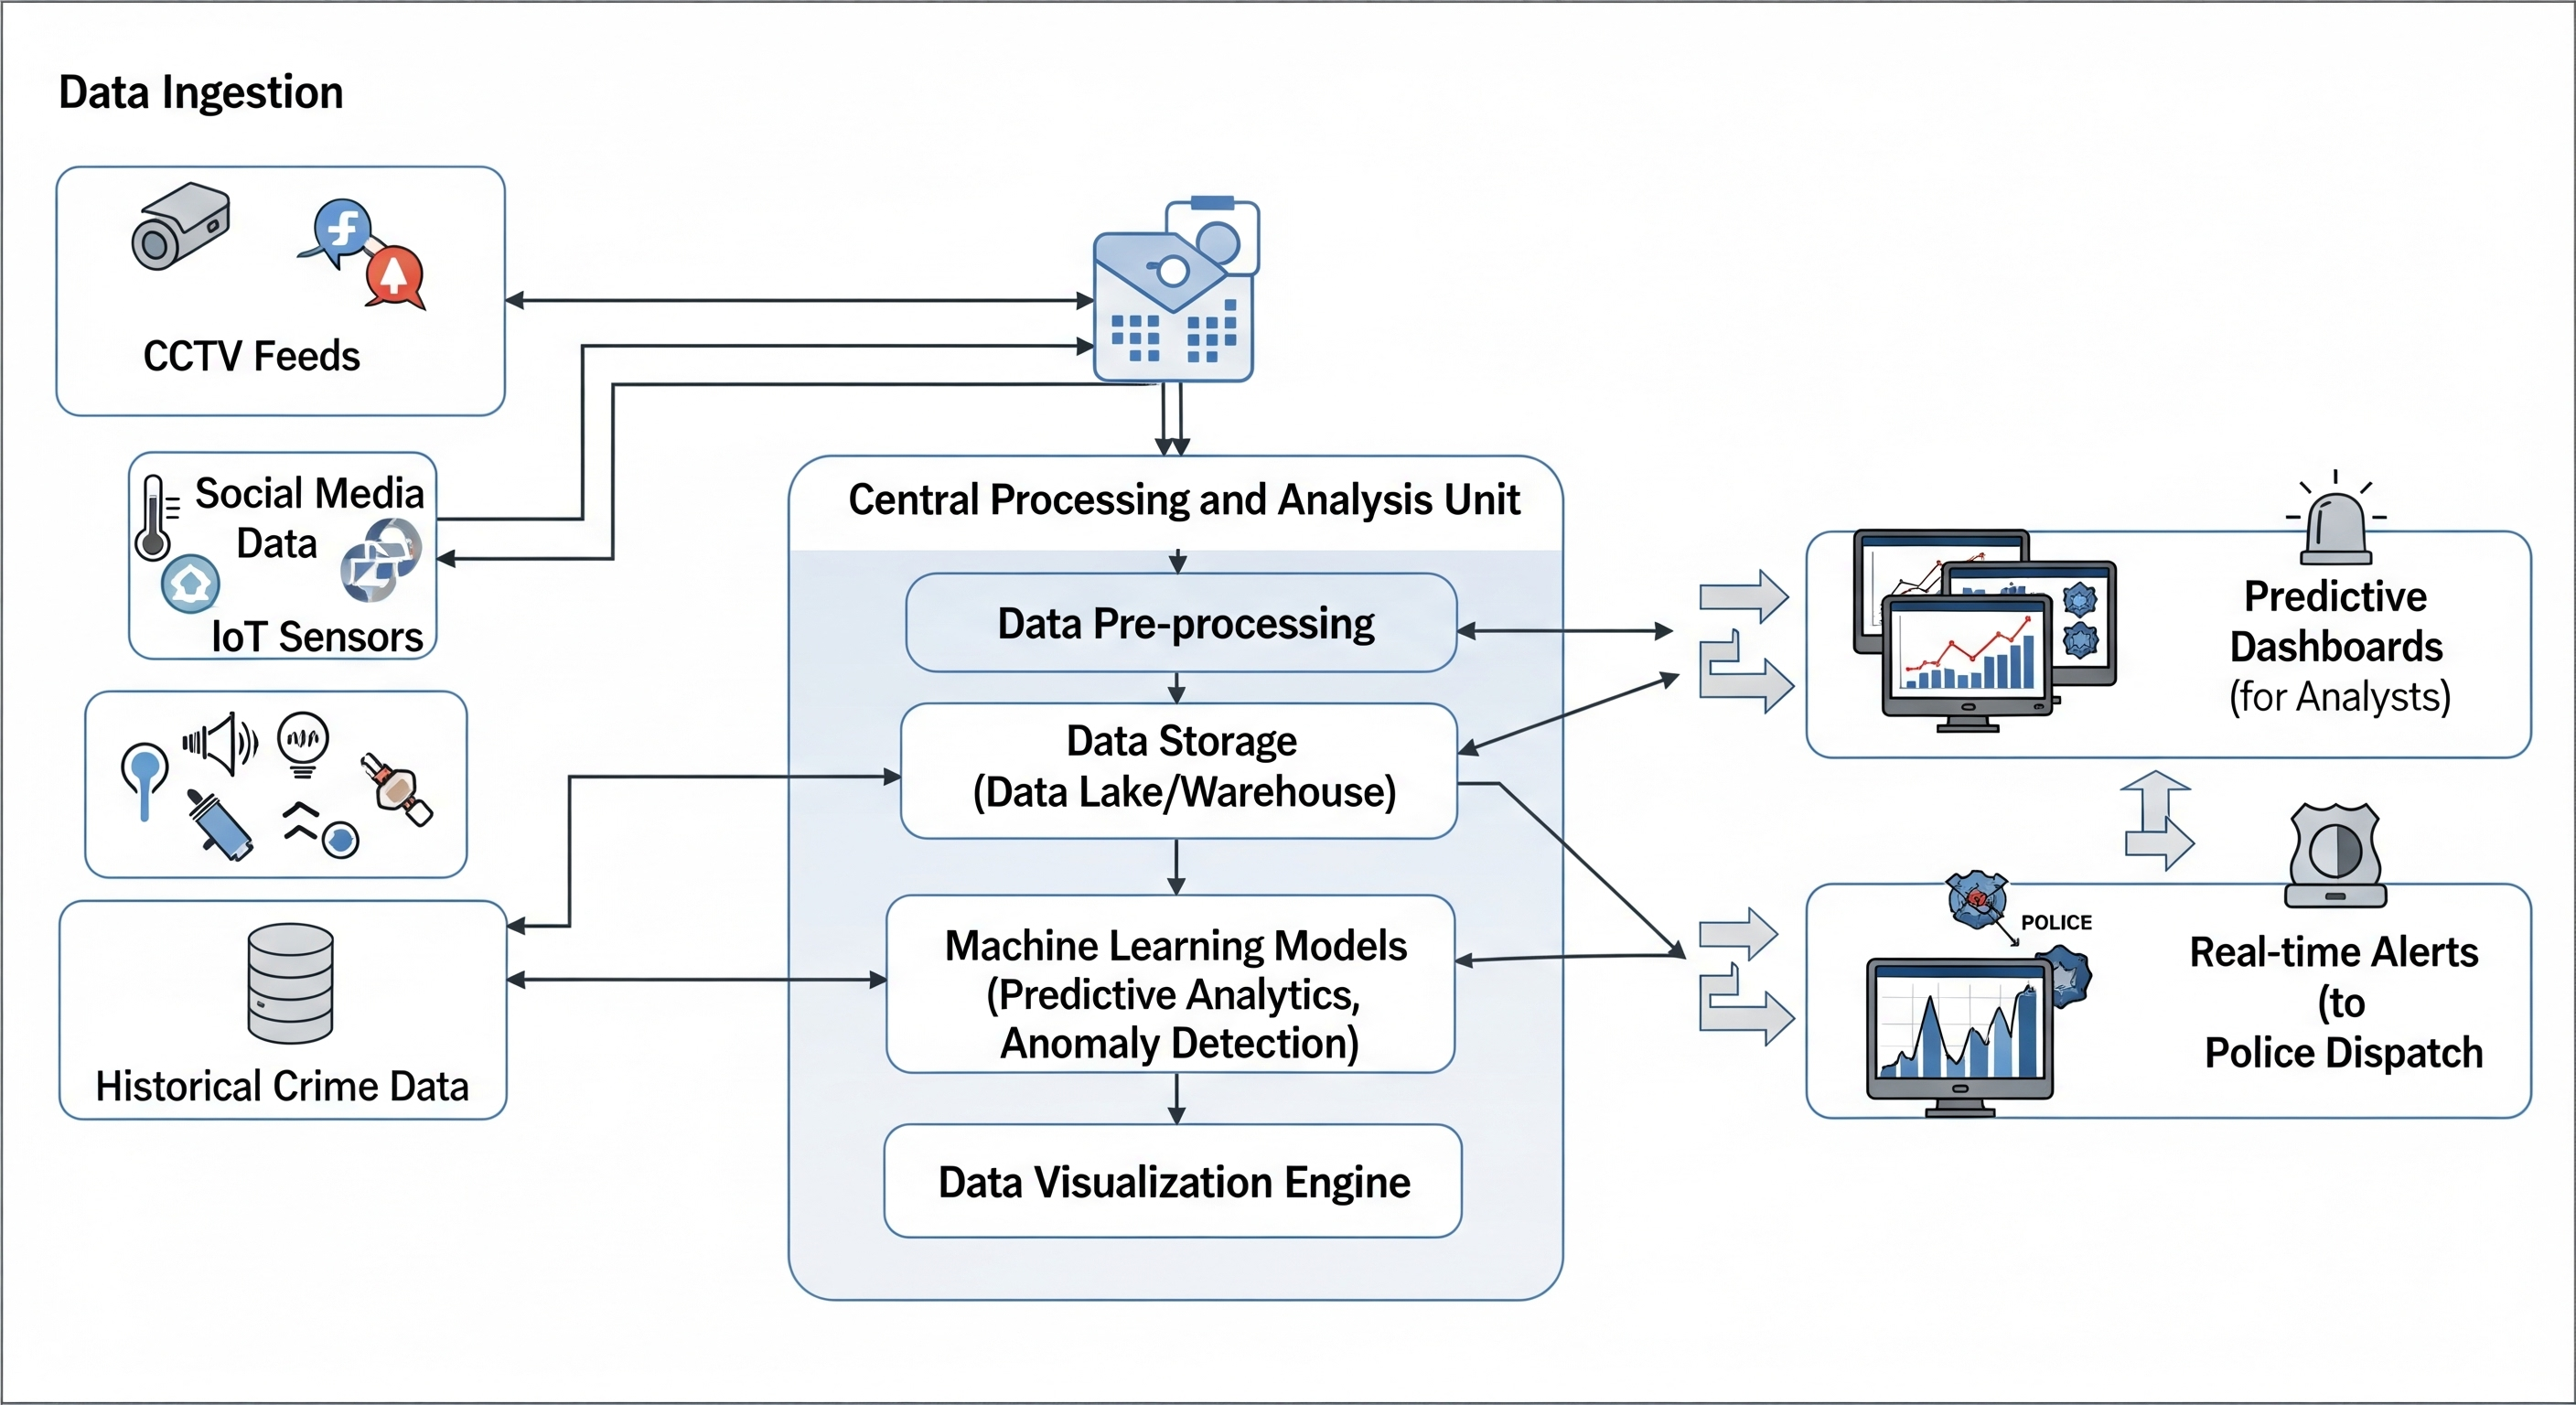 Data Ingestion
CCTV Feeds
Social Media
Data
IoT Sensors
Historical Crime Data
Central Processing and Analysis Unit
Data Pre-processing
Data Storage
(Data Lake/Warehouse)
Machine Learning Models
(Predictive Analytics,
Anomaly Detection)
Data Visualization Engine
Predictive
Dashboards
(for Analysts)
POLICE
Real-time Alerts
(to
Police Dispatch